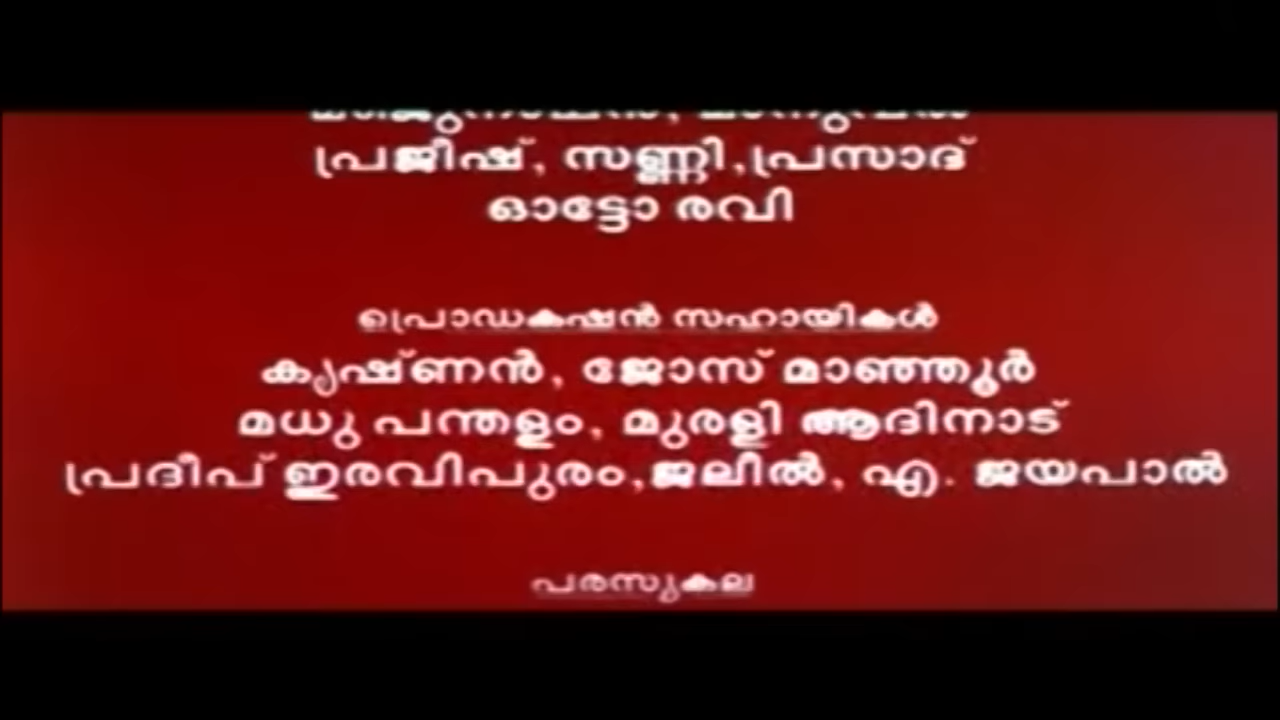 പ്രജീഷ്, സണ്ണി,പ്രസാദ്
ഓട്ടോ രവി
പ്രൊഡക്ഷൻ സഹായികൾ
കൃഷ്ണൻ, ജോസ് മാഞ്ഞൂർ
മധു പന്തളം, മുരളി ആദിനാട്
പ്രദീപ് ഇരവിപുരം,ജലീൽ, എ. ജയപാൽ
പരസ്യകല